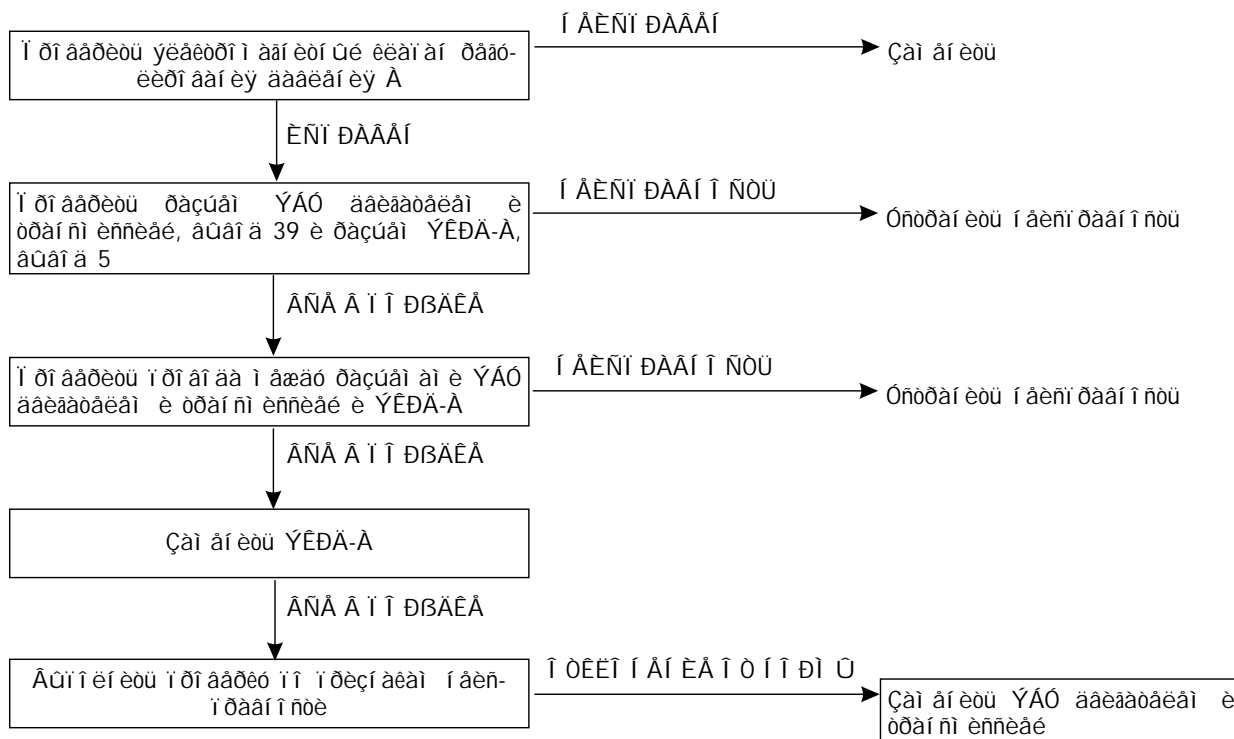 Í ÅÈÑÏ ÐÀÂÅÍ
Ï ðî âåðèòü ýëåêòðî ì àãí èòí ûé êëàïàí ðåãó-
ëèðî âàí èÿ äàâëåí èÿ À
Çàì åí èòü
ÈÑÏ ÐÀÂÅÍ
Ï ðî âåðèòü ðàçúåì ÝÁÓ äâèãàòåëåì è
òðàí ñì èññèåé, âûâî ä 39 è ðàçúåì ÝÊÐÄ-À,
âûâî ä 5
Í ÅÈÑÏ ÐÀÂÍ Î ÑÒÜ
Óñòðàí èòü í åèñï ðàâí î ñòü
ÂÑÅ Â Ï Î ÐßÄÊÅ
Ï ðî âåðèòü ï ðî âî äà ì åæäó ðàçúåì àì è ÝÁÓ
äâèãàòåëåì è òðàí ñì èññèåé è ÝÊÐÄ-À
Í ÅÈÑÏ ÐÀÂÍ Î ÑÒÜ
Óñòðàí èòü í åèñï ðàâí î ñòü
ÂÑÅ Â Ï Î ÐßÄÊÅ
Çàì åí èòü ÝÊÐÄ-À
ÂÑÅ Â Ï Î ÐßÄÊÅ
Âûï î ëí èòü ï ðî âåðêó ï î ï ðèçí àêàì í åèñ-
ï ðàâí î ñòè
Î ÒÊËÎ Í ÅÍ ÈÅ Î Ò Í Î ÐÌ Û
Çàì åí èòü ÝÁÓ äâèãàòåëåì è
òðàí ñì èññèåé